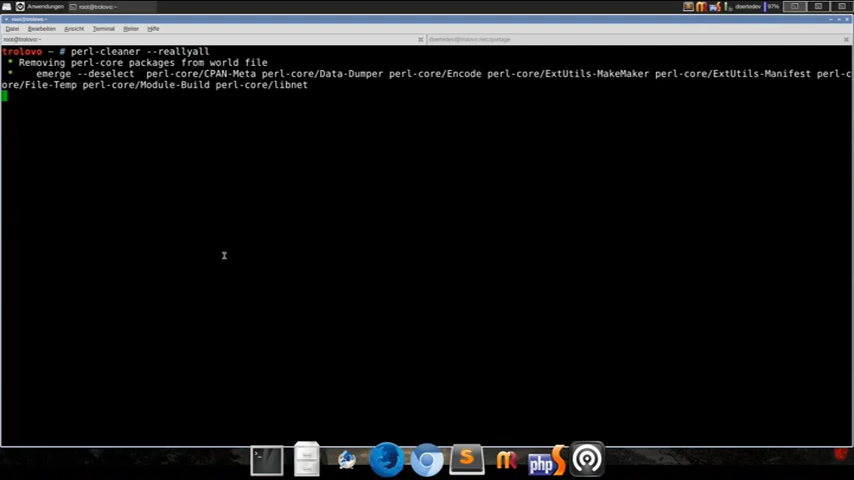 Anwendungen root@trolovo:~ doertedev 97%
root@trolovo:~
Datei Bearbeiten Ansicht Terminal Reiter Hilfe
root@trolovo:~ doertedev@trolovo:/etc/portage
trolovo ~ # perl-cleaner --reallyall
* Removing perl-core packages from world file
* emerge --deselect perl-core/CPAN-Meta perl-core/Data-Dumper perl-core/Encode perl-core/ExtUtils-MakeMaker perl-core/ExtUtils-Manifest perl-c
ore/File-Temp perl-core/Module-Build perl-core/libnet
S php